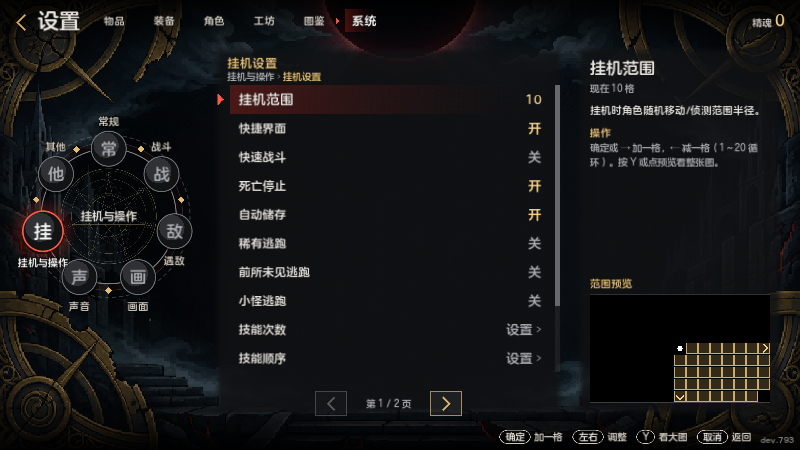 设置 物品 装备 角色 工坊 图鉴 系统 精魂 0
挂机设置
挂机与操作 › 挂机设置
挂机范围 10
快捷界面 开
快速战斗 关
死亡停止 开
自动储存 开
稀有逃跑 关
前所未见逃跑 关
小怪逃跑 关
技能次数 设置 ›
技能顺序 设置 ›
第 1 / 2 页
常规
常
其他
他
战斗
战
挂机与操作
挂
挂机与操作
敌
遇敌
声
声音
画
画面
挂机范围
现在 10 格
挂机时角色随机移动/侦测范围半径。
操作
确定或 → 加一格，← 减一格（1~20 循
环）。按 Y 或点预览看整张图。
范围预览
确定 加一格 左右 调整 Y 看大图 取消 返回 dev.793